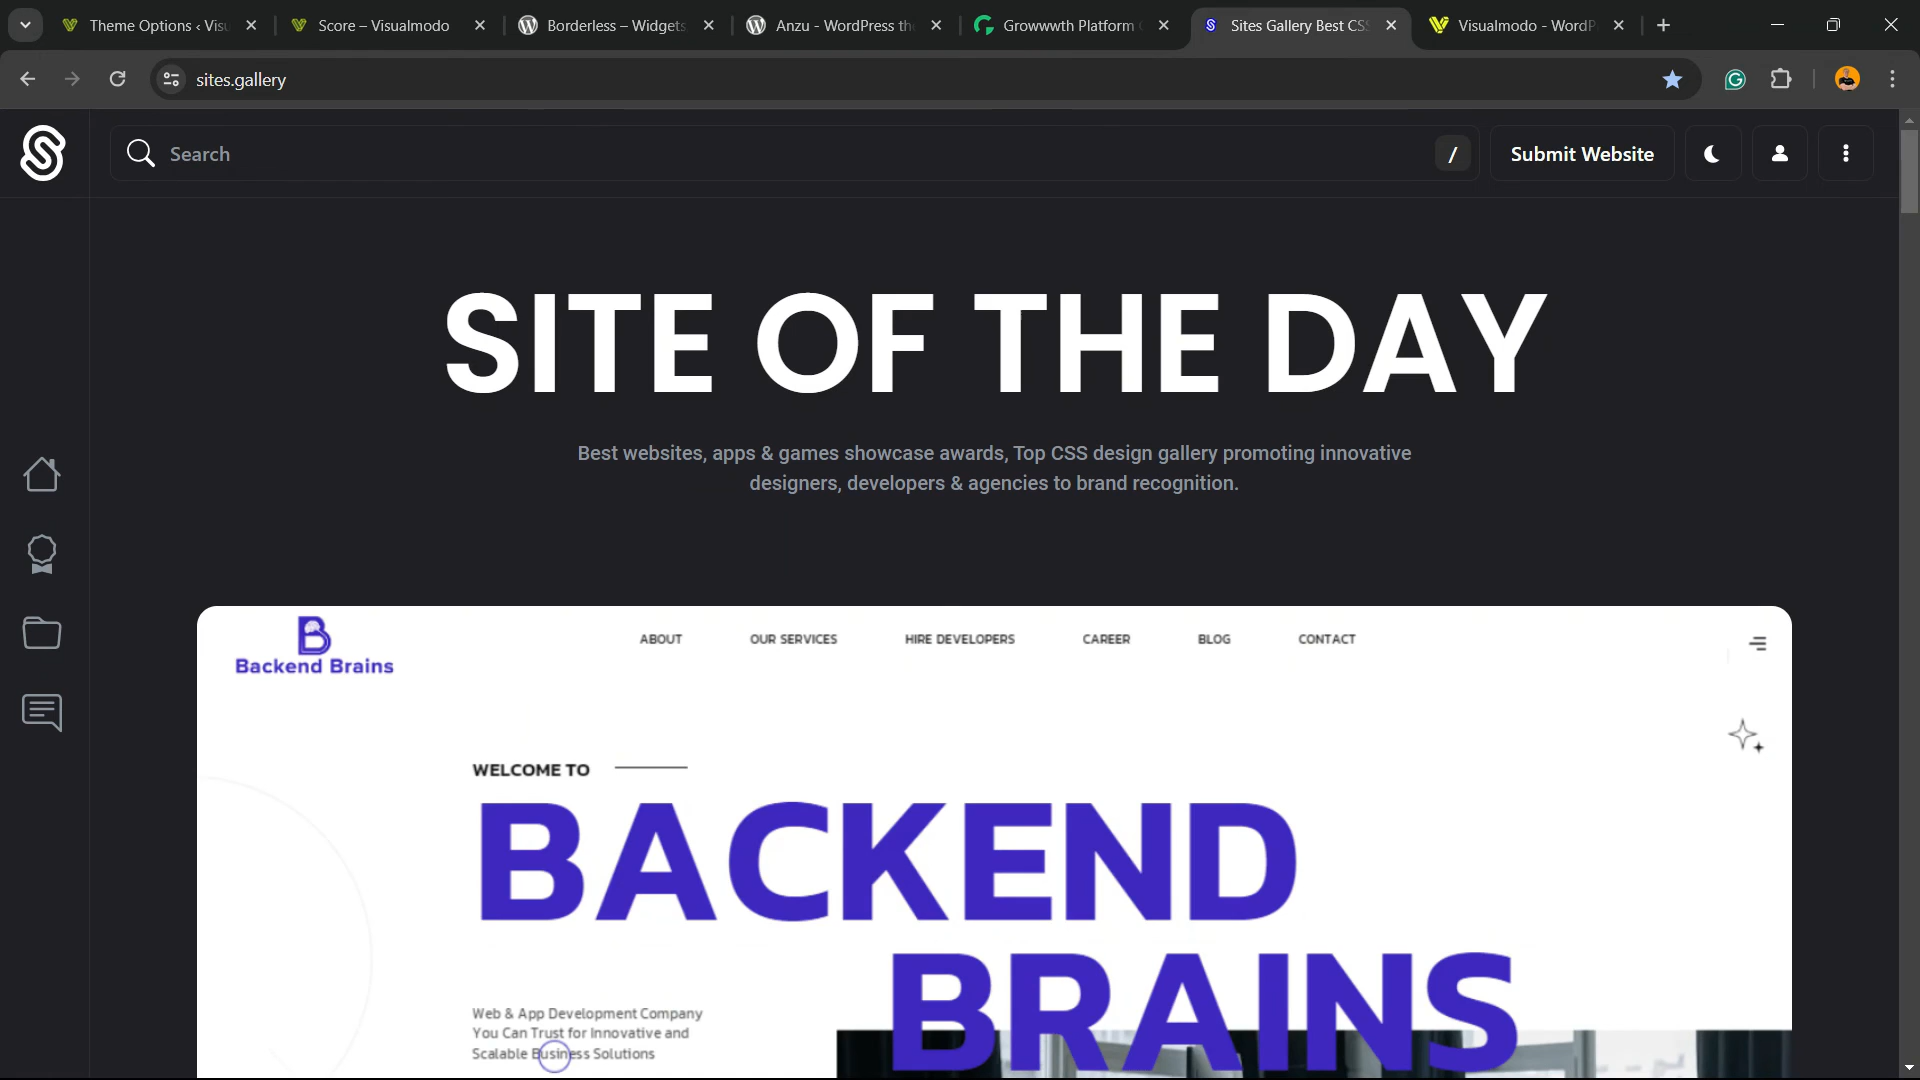 Theme Options ‹ Visu
Score – Visualmodo
Borderless – Widgets
Anzu - WordPress th
Growwwth Platform
Sites Gallery Best CSS
Visualmodo - WordP
sites.gallery
Search
/
Submit Website
SITE OF THE DAY
Best websites, apps & games showcase awards, Top CSS design gallery promoting innovative
designers, developers & agencies to brand recognition.
Backend Brains
ABOUT
OUR SERVICES
HIRE DEVELOPERS
CAREER
BLOG
CONTACT
WELCOME TO
BACKEND
BRAINS
Web & App Development Company
You Can Trust for Innovative and
Scalable Business Solutions